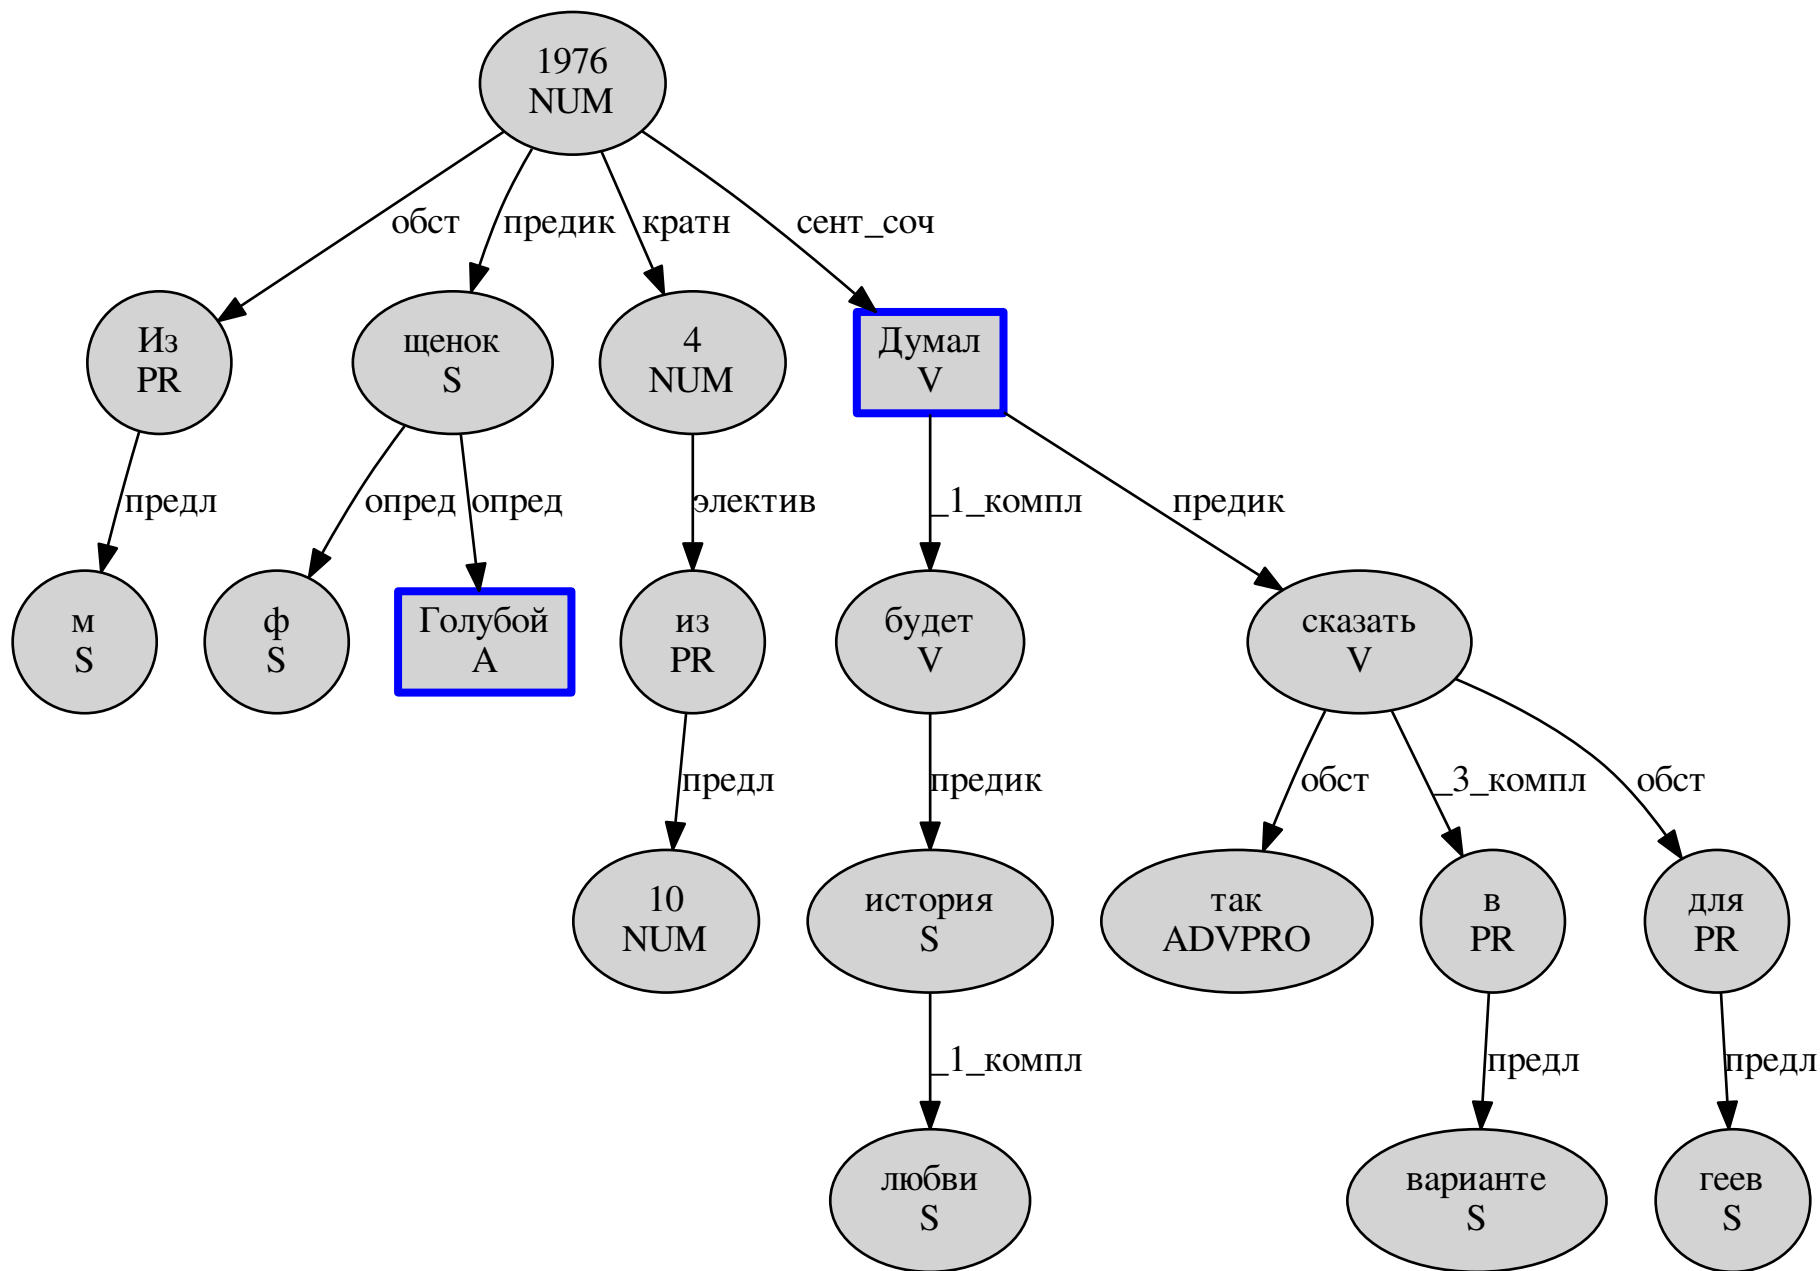 1976
NUM
обст
предик
кратн
сент_соч
Из
PR
щенок
S
4
NUM
Думал
V
предл
опред
опред
электив
_1_компл
предик
м
S
ф
S
Голубой
A
из
PR
будет
V
сказать
V
предл
предик
обст
_3_компл
обст
10
NUM
история
S
так
ADVPRO
в
PR
для
PR
_1_компл
предл
предл
любви
S
варианте
S
геев
S